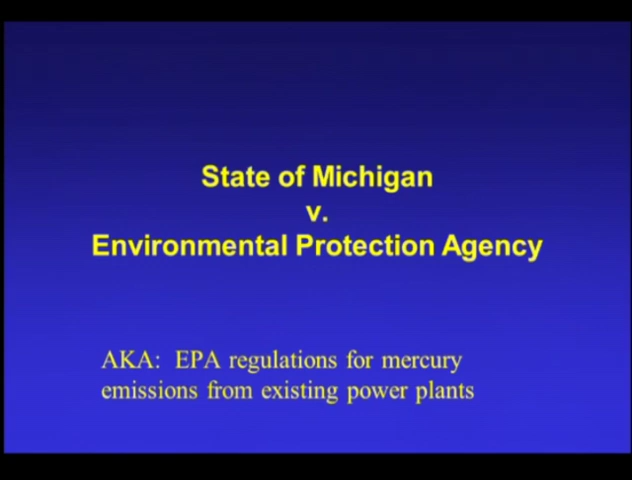 State of Michigan
v.
Environmental Protection Agency
AKA: EPA regulations for mercury
emissions from existing power plants